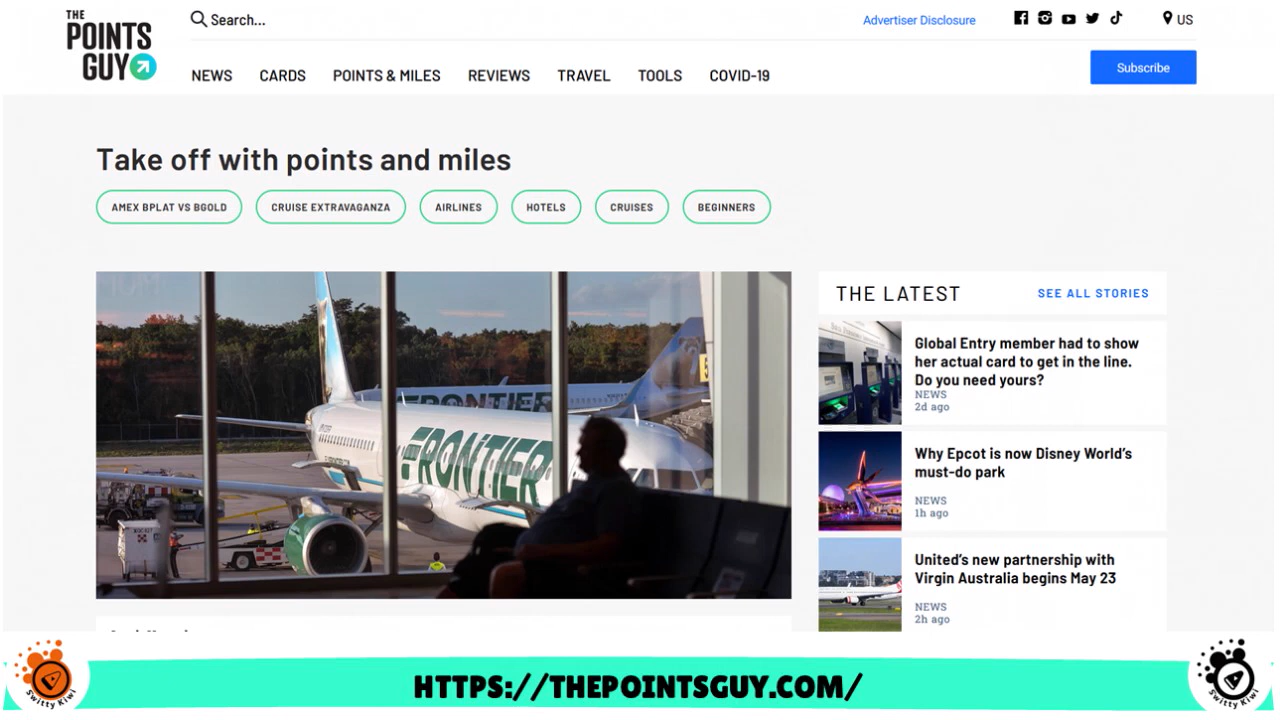 THE
POINTS
GUY
Search...
Advertiser Disclosure
US
NEWS CARDS POINTS & MILES REVIEWS TRAVEL TOOLS COVID-19
Subscribe
Take off with points and miles
AMEX BPLAT VS BGOLD CRUISE EXTRAVAGANZA AIRLINES HOTELS CRUISES BEGINNERS
FRONTIER
FRONTIER
THE LATEST
SEE ALL STORIES
Global Entry member had to show
her actual card to get in the line.
Do you need yours?
NEWS
2d ago
Why Epcot is now Disney World's
must-do park
NEWS
1h ago
United's new partnership with
Virgin Australia begins May 23
NEWS
2h ago
Switty Kiwi
HTTPS://THEPOINTSGUY.COM/
Switty Kiwi